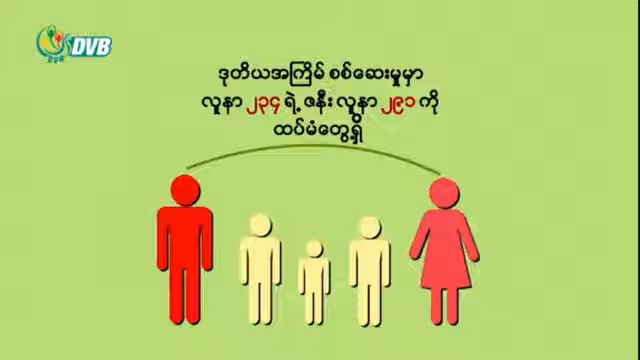 DVB
DVB
ဒုတိယအကြိမ် စစ်ဆေးမှုမှာ
လူနာ ၂၃၄ ရဲ့ ဇနီး လူနာ ၂၉၁ ကို
ထပ်မံတွေ့ရှိ